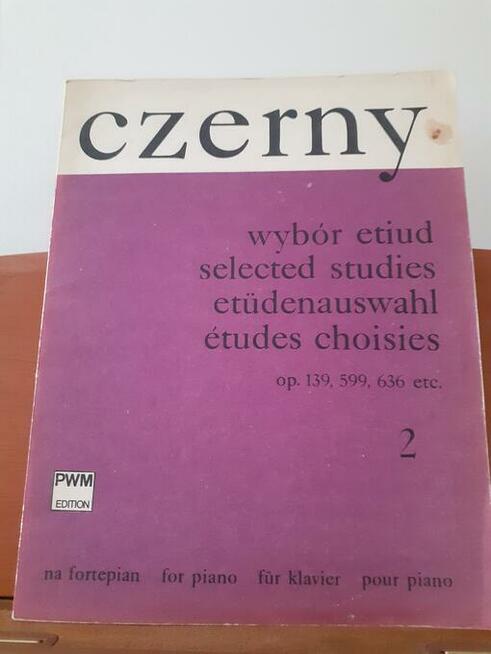 czerny
wybór etiud
selected studies
etüdenauswahl
études choisies
op. 139, 599, 636 etc.
2
PWM
EDITION
na fortepian for piano für klavier pour piano